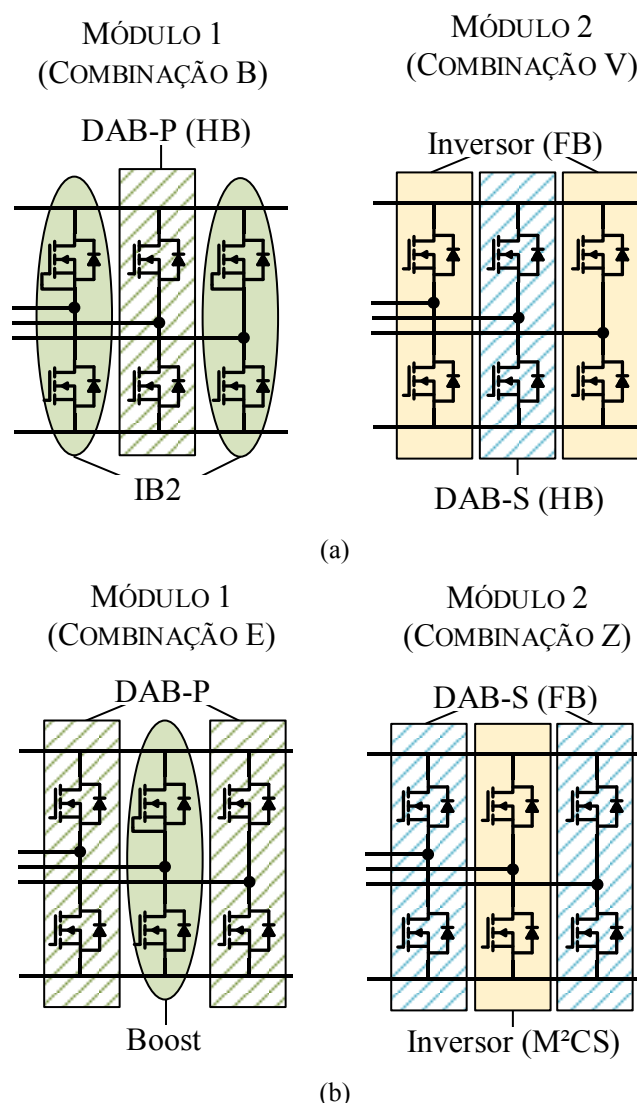 MÓDULO 1
(COMBINAÇÃO B)
MÓDULO 2
(COMBINAÇÃO V)
DAB-P (HB)
Inversor (FB)
IB2
DAB-S (HB)
(a)
MÓDULO 1
(COMBINAÇÃO E)
MÓDULO 2
(COMBINAÇÃO Z)
DAB-P
DAB-S (FB)
Boost
Inversor (M²CS)
(b)